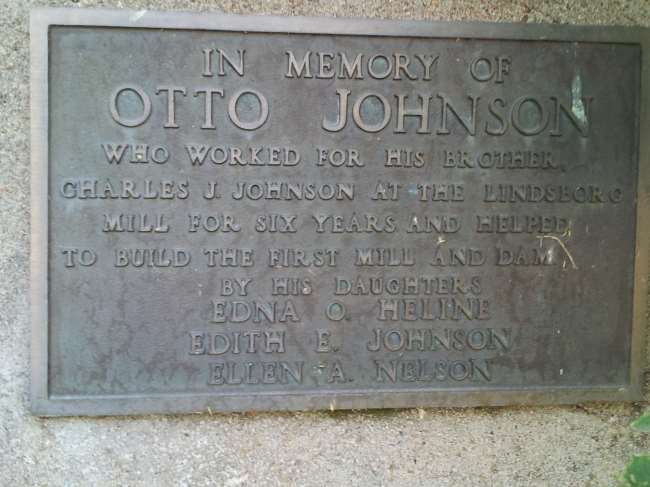 IN MEMORY OF
OTTO JOHNSON
WHO WORKED FOR HIS BROTHER,
CHARLES J. JOHNSON AT THE LINDSBORG
MILL FOR SIX YEARS AND HELPED
TO BUILD THE FIRST MILL AND DAM.
BY HIS DAUGHTERS
EDNA O. HELINE
EDITH E. JOHNSON
ELLEN A. NELSON